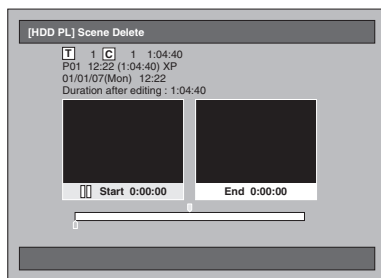 [HDD PL] Scene Delete
T 1 C 1 1:04:40
P01 12:22 (1:04:40) XP
01/01/07(Mon) 12:22
Duration after editing : 1:04:40
Start 0:00:00
End 0:00:00